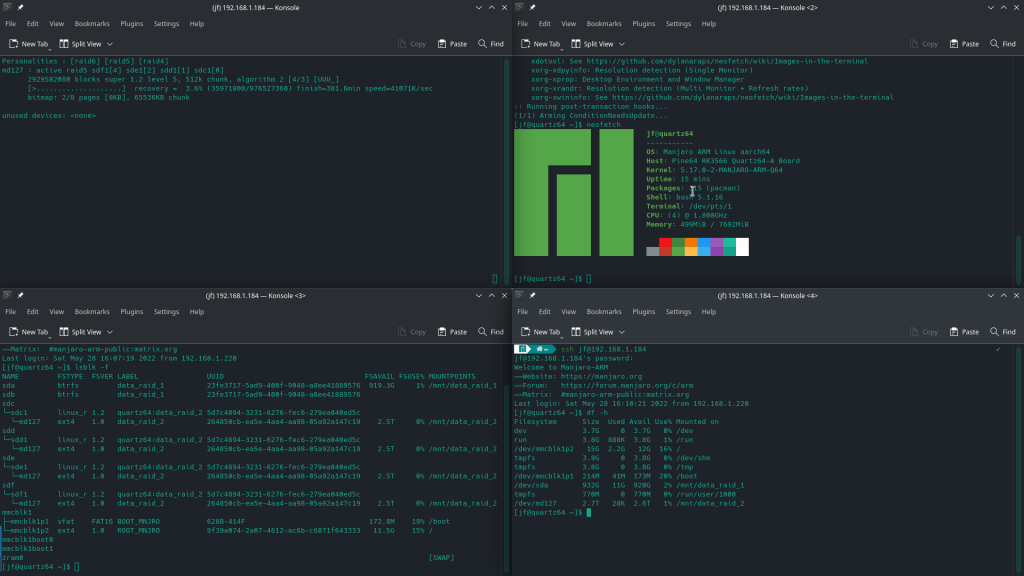 (jf) 192.168.1.184 — Konsole
File Edit View Bookmarks Plugins Settings Help
New Tab Split View Copy Paste Find
Personalities : [raid6] [raid5] [raid4]
md127 : active raid5 sdf1[4] sde1[2] sdd1[1] sdc1[0]
2929582080 blocks super 1.2 level 5, 512k chunk, algorithm 2 [4/3] [UUU_]
[>....................] recovery = 3.6% (35971800/976527360) finish=381.6min speed=41071K/sec
bitmap: 2/8 pages [8KB], 65536KB chunk
unused devices: <none>
(jf) 192.168.1.184 — Konsole <2>
File Edit View Bookmarks Plugins Settings Help
New Tab Split View Copy Paste Find
xdotool: See https://github.com/dylanaraps/neofetch/wiki/Images-in-the-terminal
xorg-xdpyinfo: Resolution detection (Single Monitor)
xorg-xprop: Desktop Environment and Window Manager
xorg-xrandr: Resolution detection (Multi Monitor + Refresh rates)
xorg-xwininfo: See https://github.com/dylanaraps/neofetch/wiki/Images-in-the-terminal
:: Running post-transaction hooks...
(1/1) Arming ConditionNeedsUpdate...
[jf@quartz64 ~]$ neofetch
jf@quartz64
-----------
OS: Manjaro ARM Linux aarch64
Host: Pine64 RK3566 Quartz64-A Board
Kernel: 5.17.0-2-MANJARO-ARM-Q64
Uptime: 15 mins
Packages: (pacman)
Shell: bash 5.1.16
Terminal: /dev/pts/1
CPU: (4) @ 1.800GHz
Memory: 499MiB / 7692MiB
[jf@quartz64 ~]$
(jf) 192.168.1.184 — Konsole <3>
File Edit View Bookmarks Plugins Settings Help
New Tab Split View Copy Paste Find
——Matrix: #manjaro-arm-public:matrix.org
Last login: Sat May 28 16:07:19 2022 from 192.168.1.220
[jf@quartz64 ~]$ lsblk -f
NAME FSTYPE FSVER LABEL UUID FSAVAIL FSUSE% MOUNTPOINTS
sda btrfs data_raid_1 23fe3717-5ad9-400f-9048-a8ee41889576 919.3G 1% /mnt/data_raid_1
sdb btrfs data_raid_1 23fe3717-5ad9-400f-9048-a8ee41889576
sdc
└─sdc1 linux_r 1.2 quartz64:data_raid_2 5d7c4894-3231-6276-fec6-279ea040ed5c
└─md127 ext4 1.0 data_raid_2 264850cb-ea5e-4aa4-aa98-05a92a147c19 2.5T 0% /mnt/data_raid_2
sdd
└─sdd1 linux_r 1.2 quartz64:data_raid_2 5d7c4894-3231-6276-fec6-279ea040ed5c
└─md127 ext4 1.0 data_raid_2 264850cb-ea5e-4aa4-aa98-05a92a147c19 2.5T 0% /mnt/data_raid_2
sde
└─sde1 linux_r 1.2 quartz64:data_raid_2 5d7c4894-3231-6276-fec6-279ea040ed5c
└─md127 ext4 1.0 data_raid_2 264850cb-ea5e-4aa4-aa98-05a92a147c19 2.5T 0% /mnt/data_raid_2
sdf
└─sdf1 linux_r 1.2 quartz64:data_raid_2 5d7c4894-3231-6276-fec6-279ea040ed5c
└─md127 ext4 1.0 data_raid_2 264850cb-ea5e-4aa4-aa98-05a92a147c19 2.5T 0% /mnt/data_raid_2
mmcblk1
├─mmcblk1p1 vfat FAT16 BOOT_MNJRO 628B-414F 172.8M 19% /boot
└─mmcblk1p2 ext4 1.0 ROOT_MNJRO 9f39a074-2a07-4612-ac6b-c6871f643333 11.5G 15% /
mmcblk1boot0
mmcblk1boot1
zram0 [SWAP]
[jf@quartz64 ~]$
(jf) 192.168.1.184 — Konsole <4>
File Edit View Bookmarks Plugins Settings Help
New Tab Split View Copy Paste Find
~ ssh jf@192.168.1.184 ✓
jf@192.168.1.184's password:
Welcome to Manjaro-ARM
——Website: https://manjaro.org
——Forum: https://forum.manjaro.org/c/arm
——Matrix: #manjaro-arm-public:matrix.org
Last login: Sat May 28 16:10:21 2022 from 192.168.1.220
[jf@quartz64 ~]$ df -h
Filesystem Size Used Avail Use% Mounted on
dev 3.7G 0 3.7G 0% /dev
run 3.8G 888K 3.8G 1% /run
/dev/mmcblk1p2 15G 2.2G 12G 16% /
tmpfs 3.8G 0 3.8G 0% /dev/shm
tmpfs 3.8G 0 3.8G 0% /tmp
/dev/mmcblk1p1 214M 41M 173M 20% /boot
/dev/sda 932G 11G 920G 2% /mnt/data_raid_1
tmpfs 770M 0 770M 0% /run/user/1000
/dev/md127 2.7T 28K 2.6T 1% /mnt/data_raid_2
[jf@quartz64 ~]$